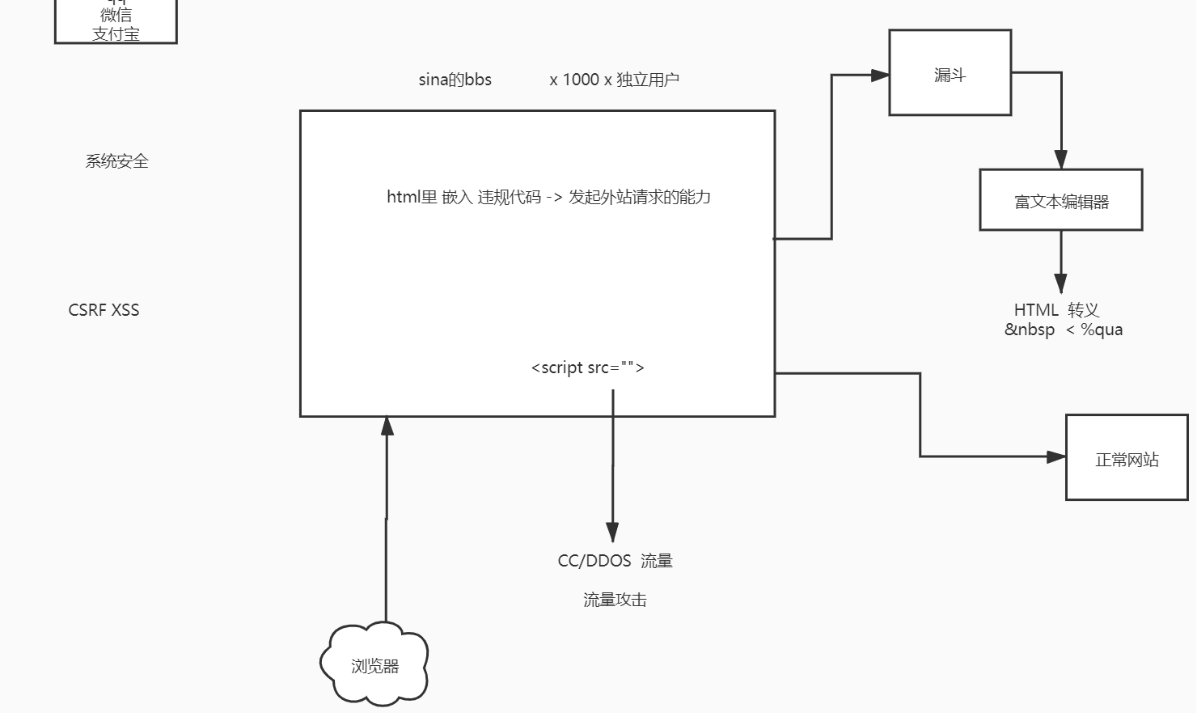 微信
支付宝
sina的bbs x 1000 x 独立用户
漏斗
系统安全
html里 嵌入 违规代码 -> 发起外站请求的能力
富文本编辑器
CSRF XSS
HTML 转义
&nbsp < %qua
<script src="">
正常网站
CC/DDOS 流量
流量攻击
浏览器